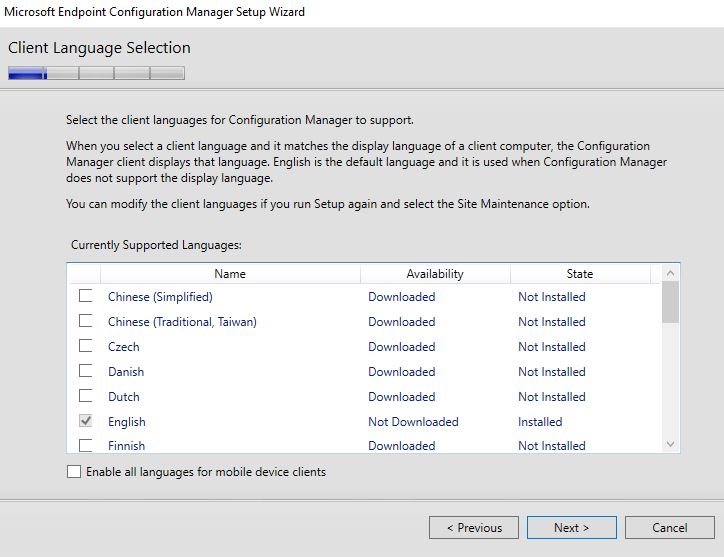 Microsoft Endpoint Configuration Manager Setup Wizard
Client Language Selection
Select the client languages for Configuration Manager to support.
When you select a client language and it matches the display language of a client computer, the Configuration
Manager client displays that language. English is the default language and it is used when Configuration Manager
does not support the display language.
You can modify the client languages if you run Setup again and select the Site Maintenance option.
Currently Supported Languages:
Name Availability State
Chinese (Simplified) Downloaded Not Installed
Chinese (Traditional, Taiwan) Downloaded Not Installed
Czech Downloaded Not Installed
Danish Downloaded Not Installed
Dutch Downloaded Not Installed
English Not Downloaded Installed
Finnish Downloaded Not Installed
Enable all languages for mobile device clients
< Previous Next > Cancel